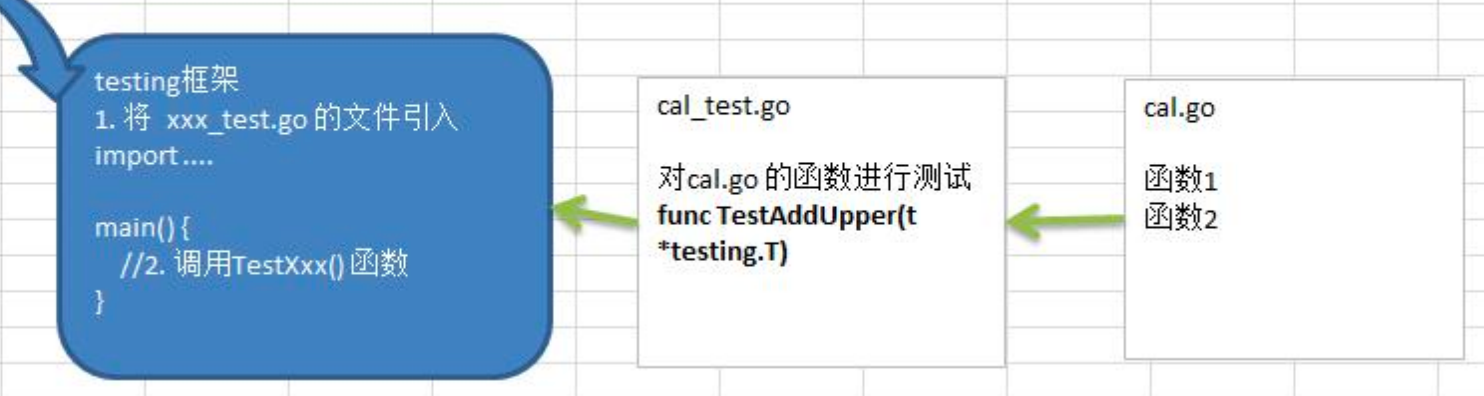 testing框架
1. 将 xxx_test.go 的文件引入
import ....
main() {
//2. 调用TestXxx() 函数
}
cal_test.go
对cal.go 的函数进行测试
func TestAddUpper(t
*testing.T)
cal.go
函数1
函数2